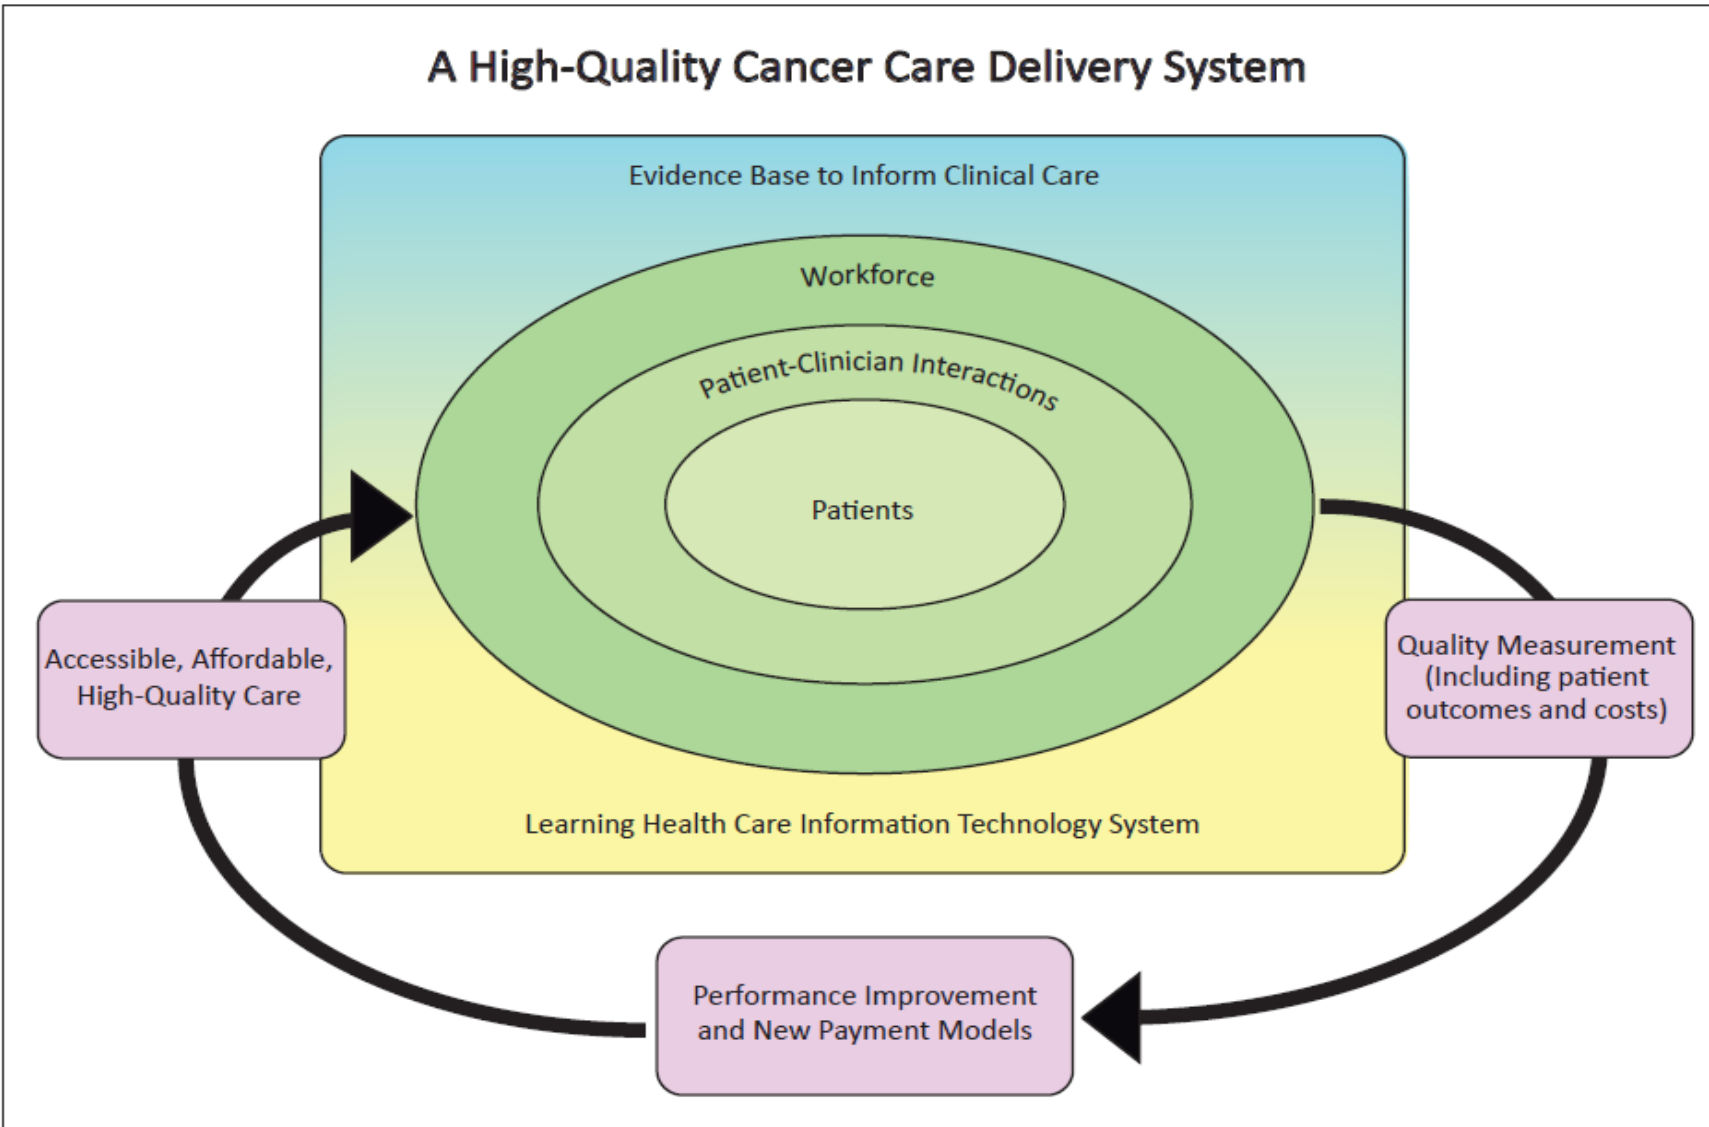 A High-Quality Cancer Care Delivery System
Evidence Base to Inform Clinical Care
Workforce
Patient-Clinician Interactions
Patients
Accessible, Affordable,
High-Quality Care
Quality Measurement
(Including patient
outcomes and costs)
Learning Health Care Information Technology System
Performance Improvement
and New Payment Models